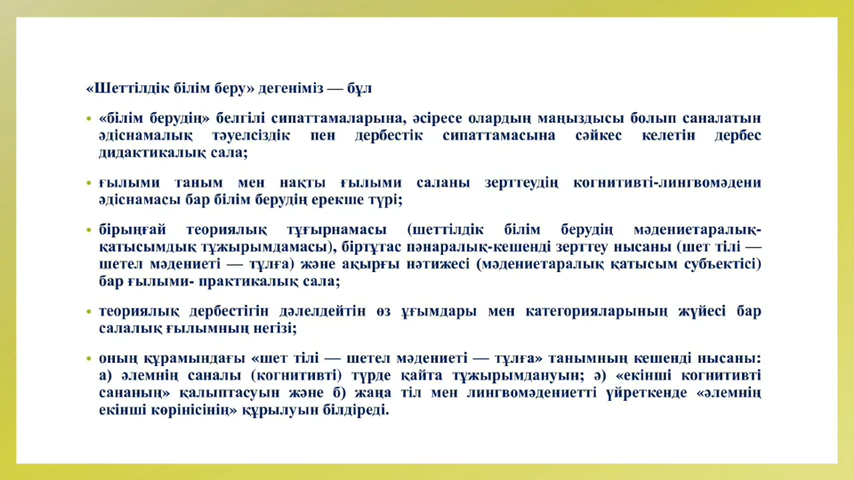 «Шеттілдік білім беру» дегеніміз — бұл
• «білім берудің» белгілі сипаттамаларына, әсіресе олардың маңыздысы болып саналатын
әдіснамалық тәуелсіздік пен дербестік сипаттамасына сәйкес келетін дербес
дидактикалық сала;
• ғылыми таным мен нақты ғылыми саланы зерттеудің когнитивті-лингвомәдени
әдіснамасы бар білім берудің ерекше түрі;
• бірыңғай теориялық тұғырнамасы (шеттілдік білім берудің мәдениетаралық-
қатысымдық тұжырымдамасы), біртұтас пәнаралық-кешенді зерттеу нысаны (шет тілі —
шетел мәдениеті — тұлға) және ақырғы нәтижесі (мәдениетаралық қатысым субъектісі)
бар ғылыми- практикалық сала;
• теориялық дербестігін дәлелдейтін өз ұғымдары мен категорияларының жүйесі бар
салалық ғылымның негізі;
• оның құрамындағы «шет тілі — шетел мәдениеті — тұлға» танымның кешенді нысаны:
а) әлемнің саналы (когнитивті) түрде қайта тұжырымдануын; ә) «екінші когнитивті
сананың» қалыптасуын және б) жаңа тіл мен лингвомәдениетті үйреткенде «әлемнің
екінші көрінісінің» құрылуын білдіреді.